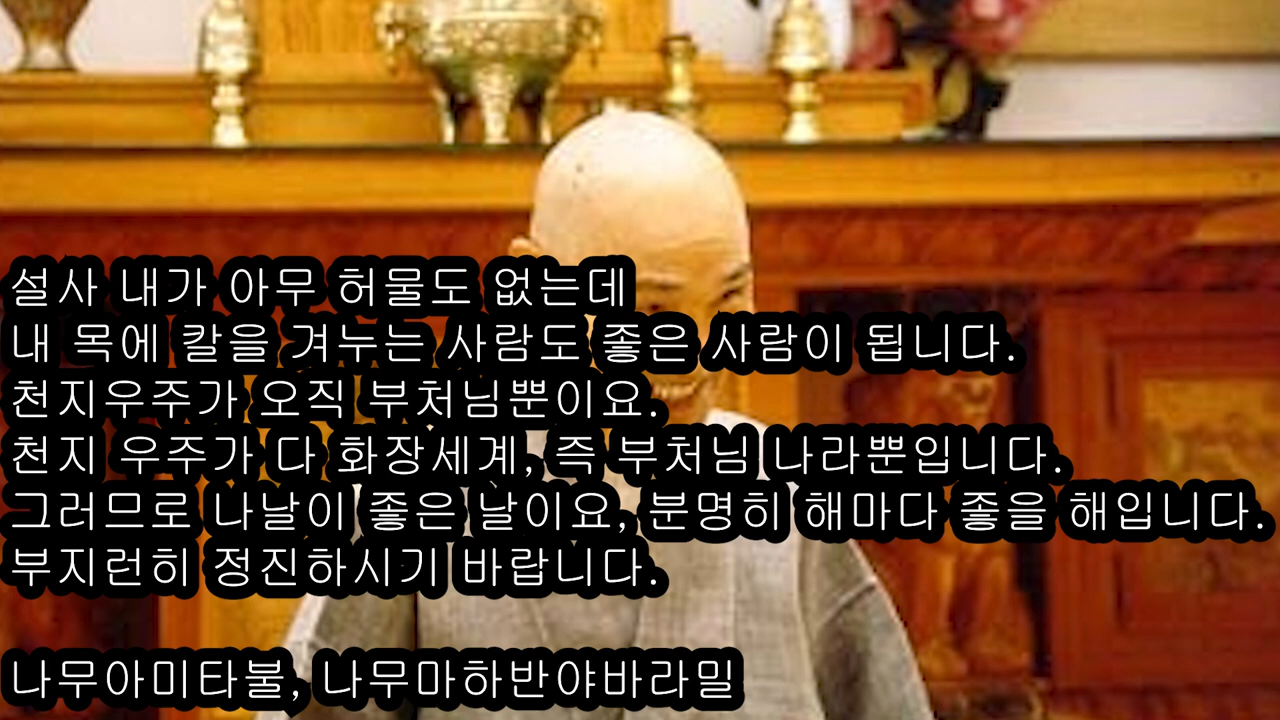 설사 내가 아무 허물도 없는데
내 목에 칼을 겨누는 사람도 좋은 사람이 됩니다.
천지우주가 오직 부처님뿐이요.
천지 우주가 다 화장세계, 즉 부처님 나라뿐입니다.
그러므로 나날이 좋은 날이요, 분명히 해마다 좋을 해입니다.
부지런히 정진하시기 바랍니다.
나무아미타불, 나무마하반야바라밀